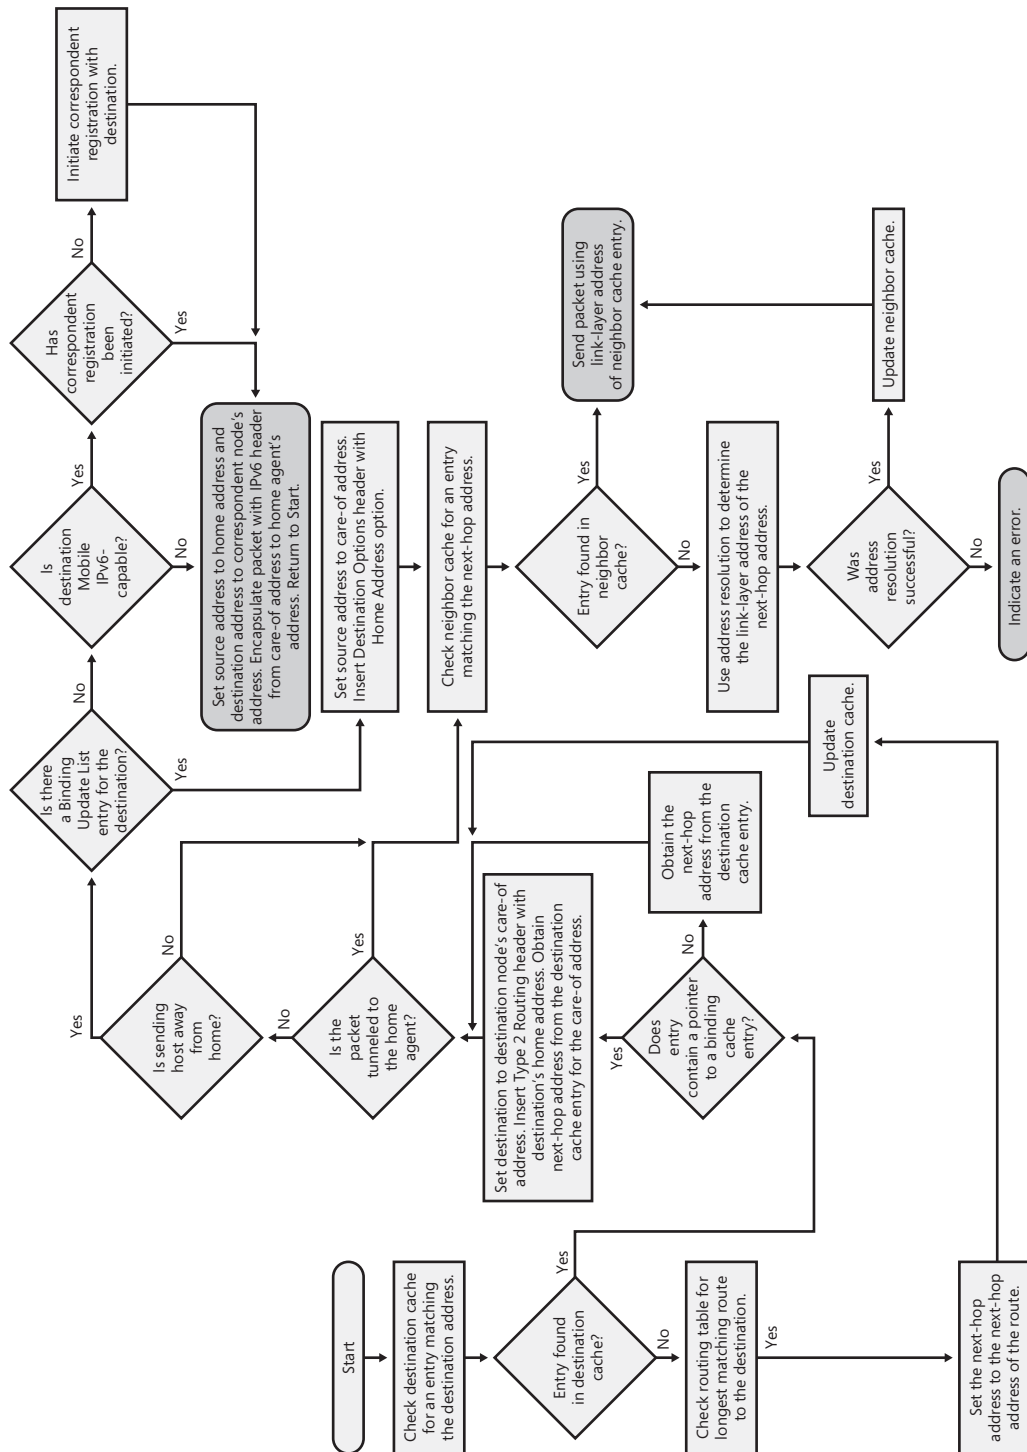 Start
Check destination cache
for an entry matching
the destination address.
Entry found
in destination
cache?
Yes
No
Check routing table for
longest matching route
to the destination.
Yes
Set the next-hop
address to the next-hop
address of the route.
Is sending
host away
from
home?
Yes
No
Is the
packet
tunneled to
the home
agent?
No
Yes
Set destination to destination node's care-of
address. Insert Type 2 Routing header with
destination's home address. Obtain
next-hop address from the destination
cache entry for the care-of address.
Yes
Does
entry
contain a pointer
to a binding
cache
entry?
No
Obtain the
next-hop
address from the
destination
cache entry.
Update
destination cache.
Is there
a Binding
Update List
entry for the
destination?
No
Yes
Is
destination
Mobile
IPv6-
capable?
Yes
No
Has
correspondent
registration
been
initiated?
No
Yes
Initiate correspondent
registration with
destination.
Set source address to home address and
destination address to correspondent node's
address. Encapsulate packet with IPv6 header
from care-of address to home agent's
address. Return to Start.
Set source address to care-of address.
Insert Destination Options header with
Home Address option.
Check neighbor cache for an entry
matching the next-hop address.
Entry found in
neighbor
cache?
Yes
No
Send packet using
link-layer address
of neighbor cache entry.
Use address resolution to determine
the link-layer address of the
next-hop address.
Was
address
resolution
successful?
Yes
No
Update neighbor cache.
Indicate an error.